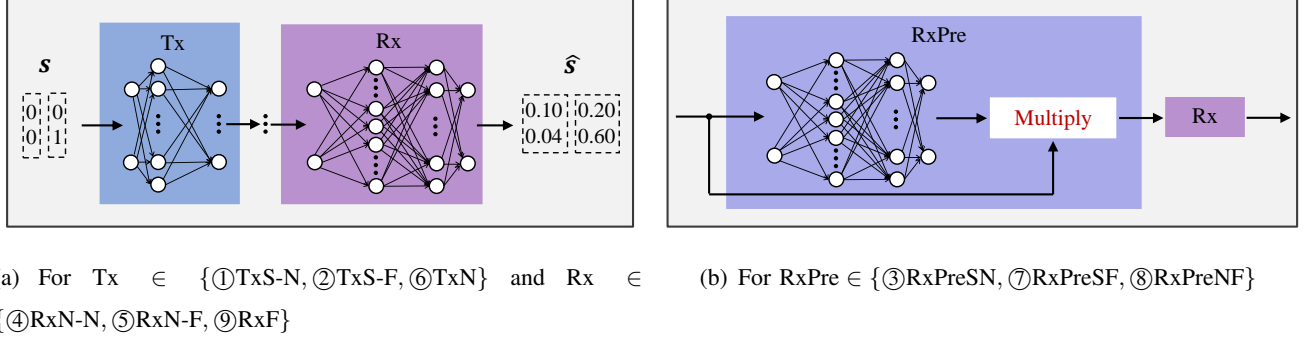 Tx
Rx
s
ŝ
0 0
0 1
0.10 0.20
0.04 0.60
RxPre
Multiply
Rx
a) For Tx ∈ {①TxS-N, ②TxS-F, ⑥TxN} and Rx ∈
{④RxN-N, ⑤RxN-F, ⑨RxF}
(b) For RxPre ∈ {③RxPreSN, ⑦RxPreSF, ⑧RxPreNF}